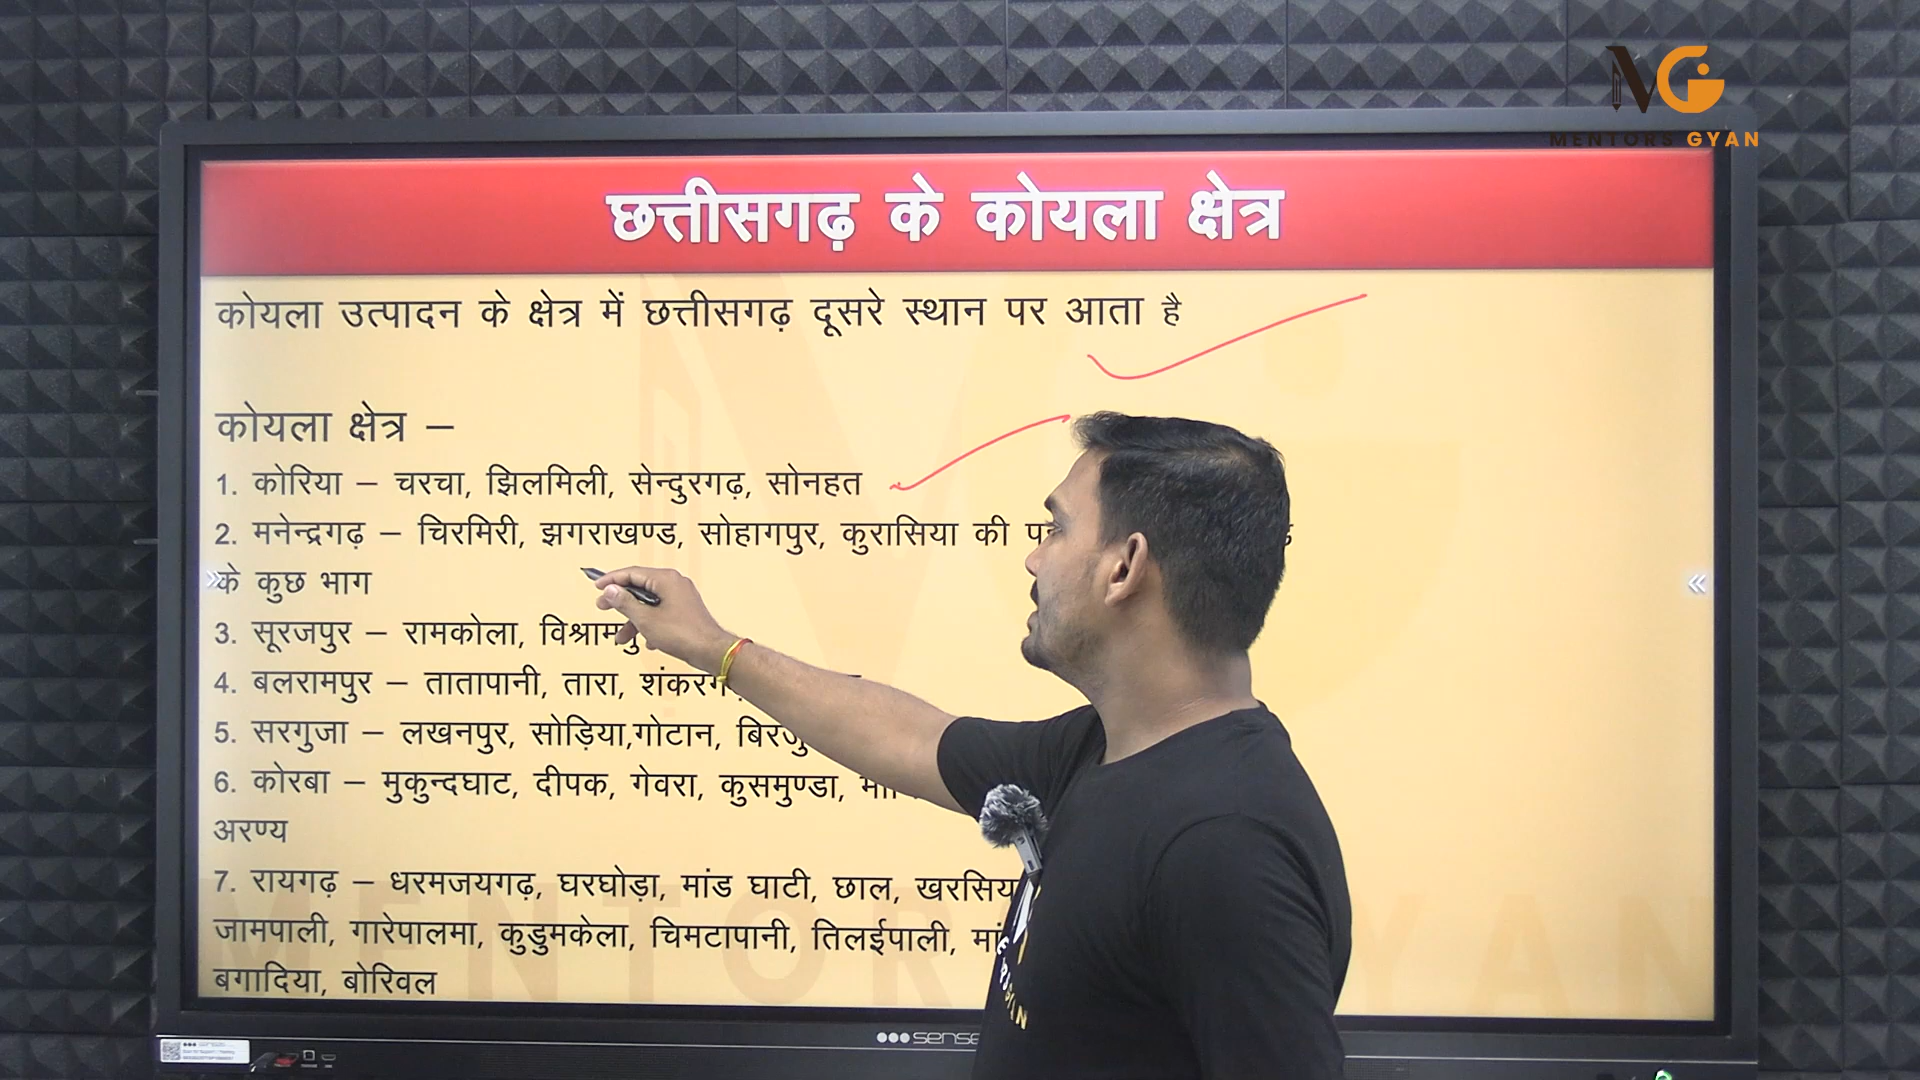 MENTORS GYAN
छत्तीसगढ़ के कोयला क्षेत्र
कोयला उत्पादन के क्षेत्र में छत्तीसगढ़ दूसरे स्थान पर आता है
कोयला क्षेत्र –
1. कोरिया – चरचा, झिलमिली, सेन्दुरगढ़, सोनहत
2. मनेन्द्रगढ़ – चिरमिरी, झगराखण्ड, सोहागपुर, कुरासिया की
के कुछ भाग
3. सूरजपुर – रामकोला,
4. बलरामपुर – तातापानी, तारा,
5. सरगुजा – लखनपुर, सोड़िया,गोटान,
6. कोरबा – मुकुन्दघाट, दीपक, गेवरा, कुसमुण्डा,
अरण्य
7. रायगढ़ – धरमजयगढ़, घरघोड़ा, मांड घाटी, छाल,
जामपाली, गारेपालमा, कुडुमकेला, चिमटापानी, तिलईपाली,
बगादिया, बोरिवल